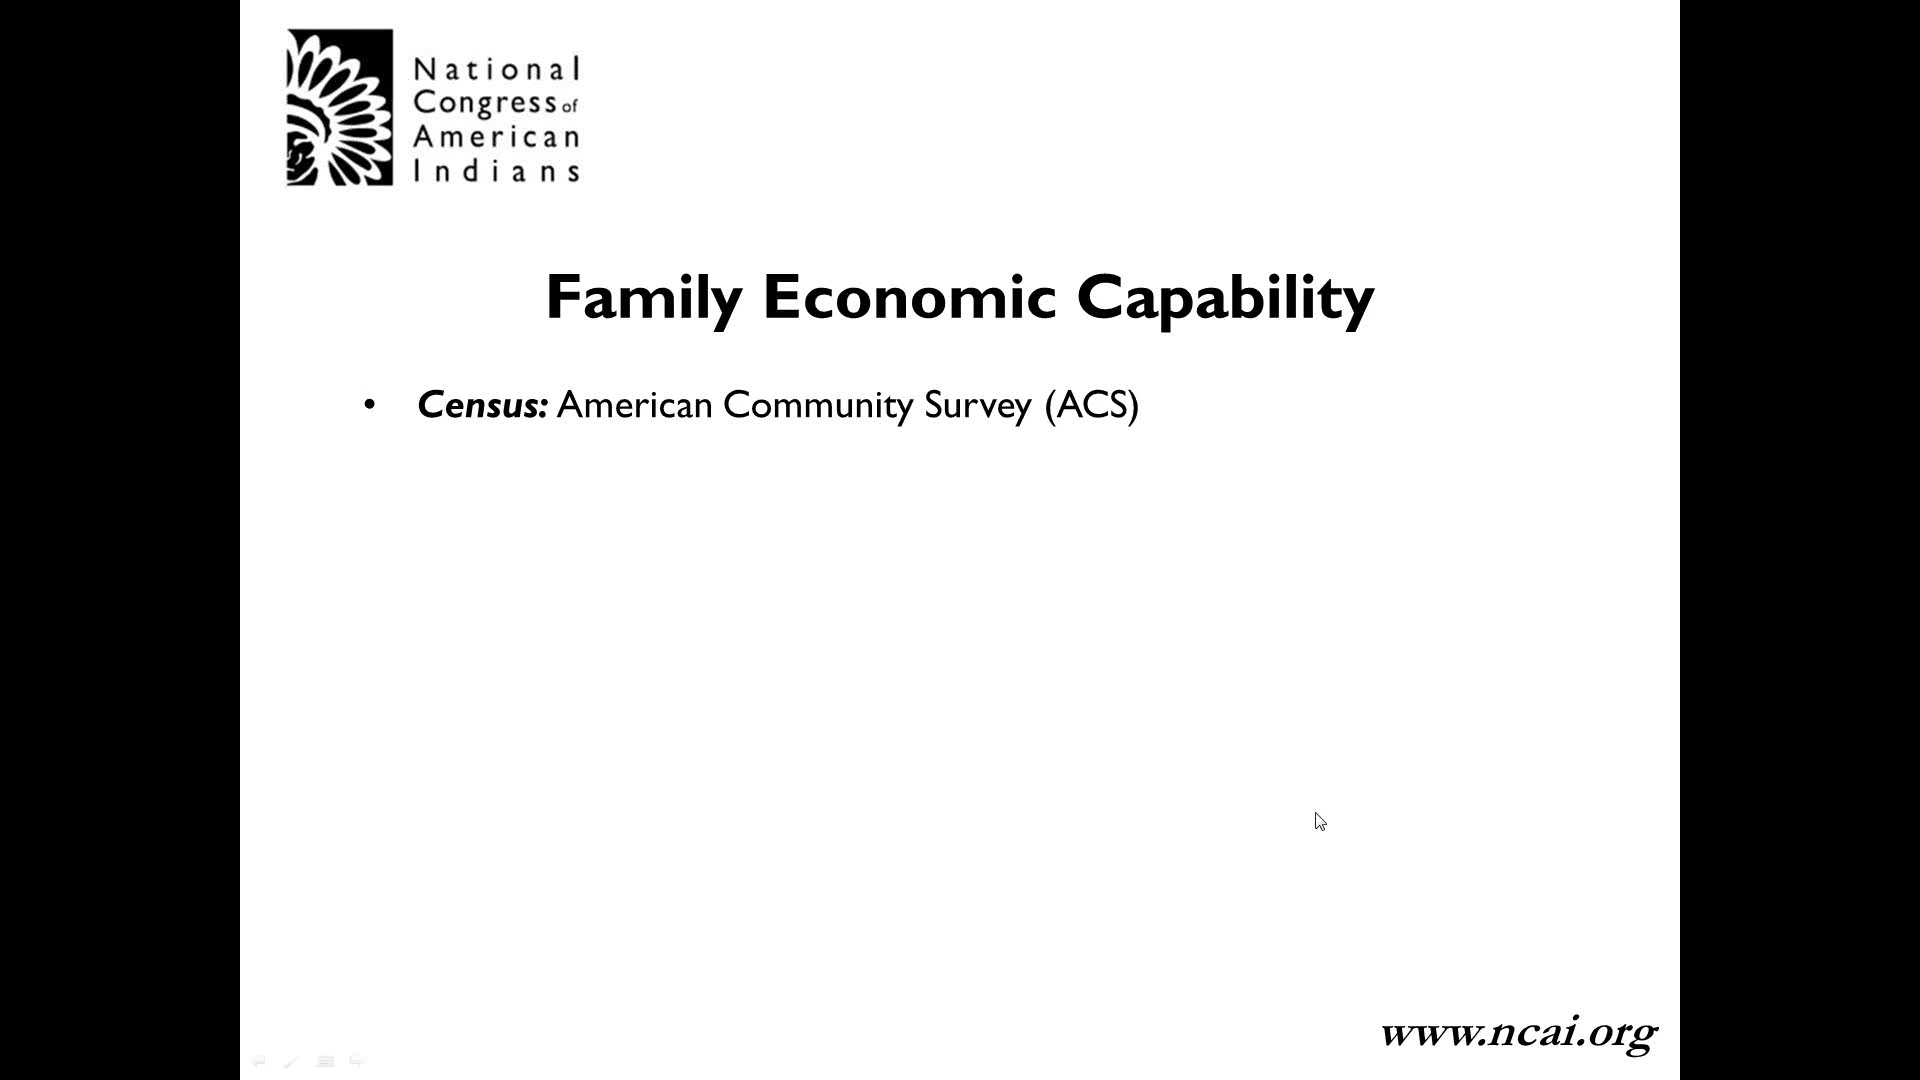 National
Congress of
American
Indians
Family Economic Capability
• Census: American Community Survey (ACS)
www.ncai.org